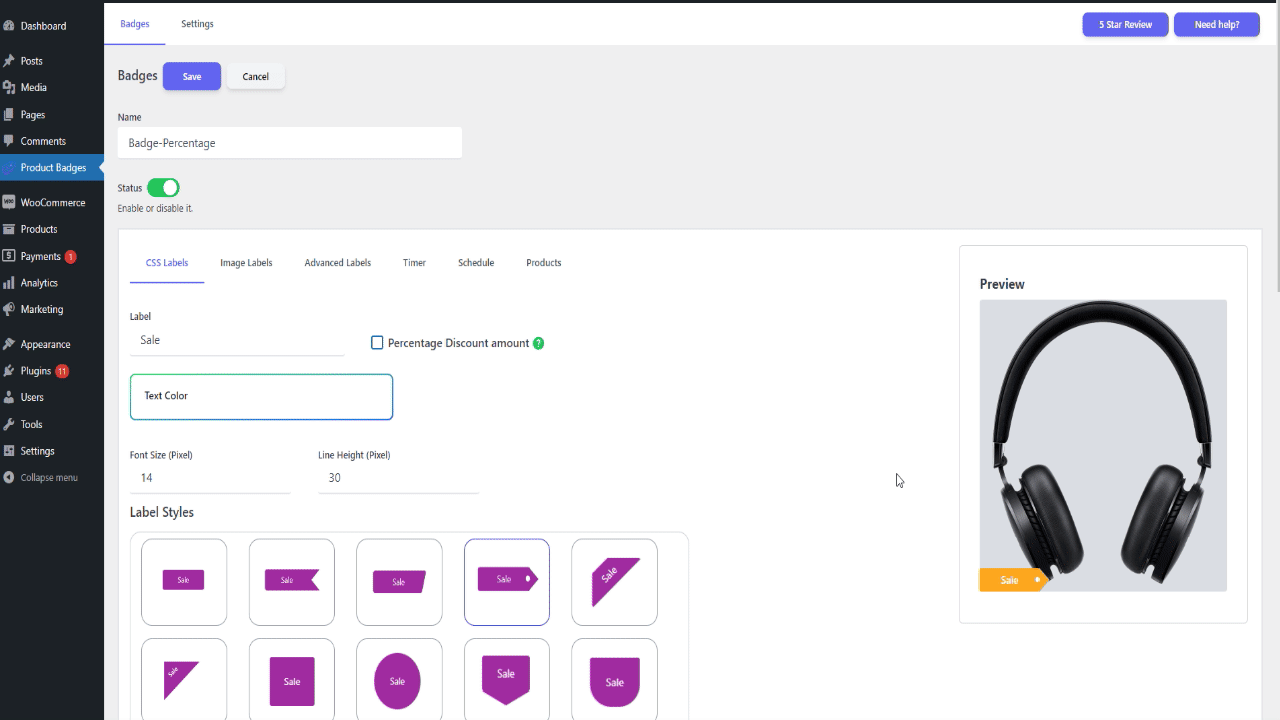 Dashboard
Posts
Media
Pages
Comments
Product Badges
WooCommerce
Products
Payments 1
Analytics
Marketing
Appearance
Plugins 11
Users
Tools
Settings
Collapse menu
Badges Settings
5 Star Review Need help?
Badges Save Cancel
Name
Badge-Percentage
Status
Enable or disable it.
CSS Labels Image Labels Advanced Labels Timer Schedule Products
Label
Sale
Percentage Discount amount ?
Text Color
Font Size (Pixel) Line Height (Pixel)
14 30
Label Styles
Sale Sale Sale Sale Sale
Sale Sale Sale Sale Sale
Preview
Sale